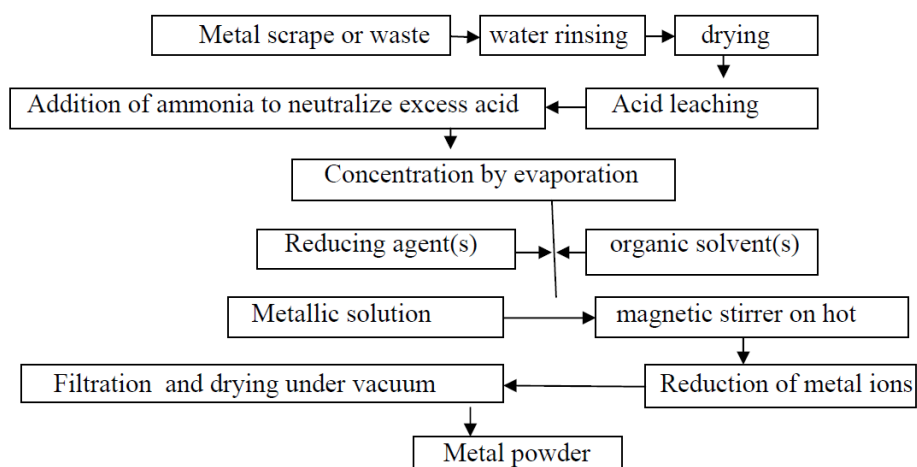 Metal scrape or waste
water rinsing
drying
Acid leaching
Addition of ammonia to neutralize excess acid
Concentration by evaporation
Reducing agent(s)
organic solvent(s)
Metallic solution
magnetic stirrer on hot
Reduction of metal ions
Filtration and drying under vacuum
Metal powder